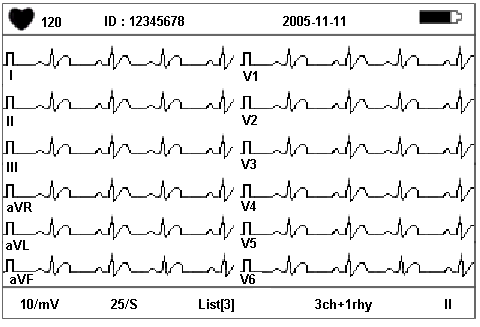 120 ID : 12345678 2005-11-11
I V1
II V2
III V3
aVR V4
aVL V5
aVF V6
10/mV 25/S List[3] 3ch+1rhy II